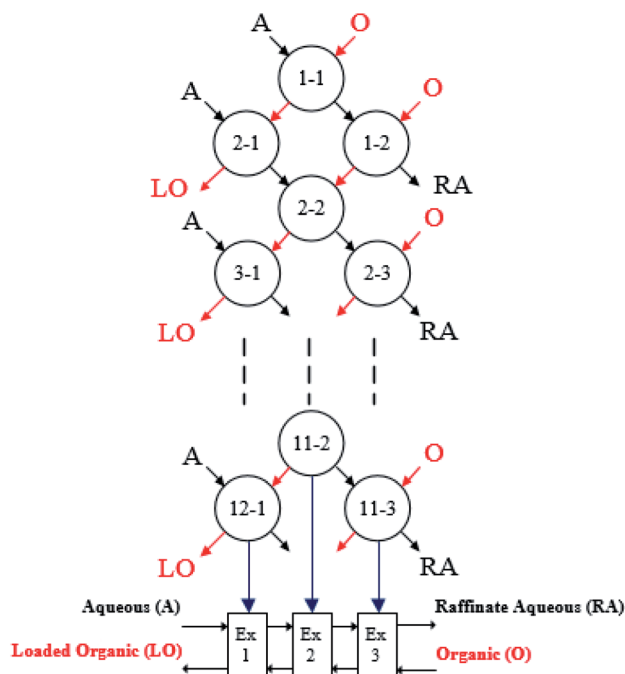 A O
1-1
A O
2-1 1-2
LO RA
2-2
A O
3-1 2-3
LO RA
11-2
A O
12-1 11-3
LO RA
Aqueous (A) Raffinate Aqueous (RA)
Ex Ex Ex
1 2 3
Loaded Organic (LO) Organic (O)